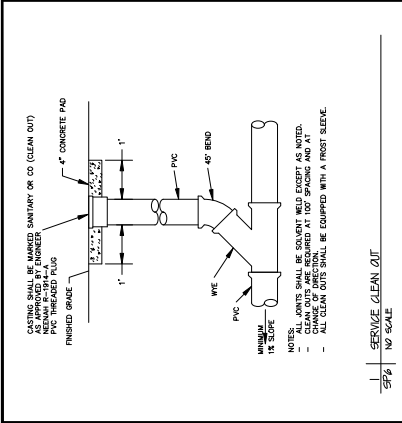 CASTING SHALL BE MARKED SANITARY OR CO (CLEAN OUT)
AS APPROVED BY ENGINEER
NEENAH R-1914-A
PVC THREADED PLUG
FINISHED GRADE
4" CONCRETE PAD
1'
1'
PVC
45° BEND
WYE
PVC
MINIMUM
1% SLOPE
NOTES:
- ALL JOINTS SHALL BE SOLVENT WELD EXCEPT AS NOTED.
- CLEAN OUTS ARE REQUIRED AT 100' SPACING AND AT
CHANGE OF DIRECTION.
- ALL CLEAN OUTS SHALL BE EQUIPPED WITH A FROST SLEEVE.
1 SERVICE CLEAN OUT
SP6 NO SCALE